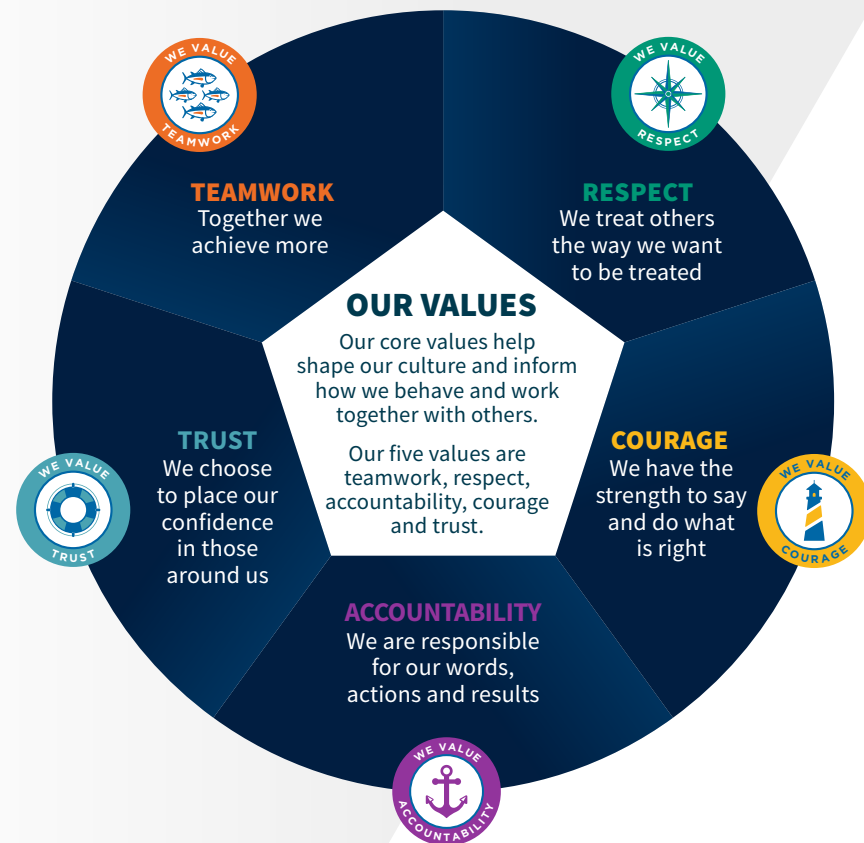 WE VALUE
TEAMWORK
TEAMWORK
Together we
achieve more
WE VALUE
RESPECT
RESPECT
We treat others
the way we want
to be treated
OUR VALUES
Our core values help
shape our culture and inform
how we behave and work
together with others.
Our five values are
teamwork, respect,
accountability, courage
and trust.
TRUST
We choose
to place our
confidence
in those
around us
WE VALUE
TRUST
COURAGE
We have the
strength to say
and do what
is right
WE VALUE
COURAGE
ACCOUNTABILITY
We are responsible
for our words,
actions and results
WE VALUE
ACCOUNTABILITY